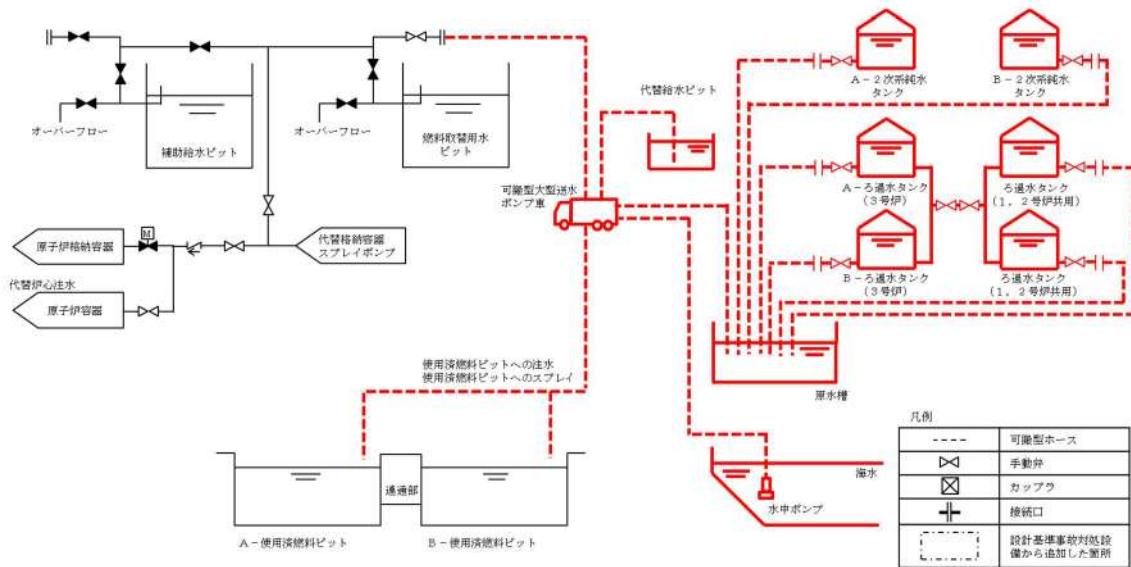 オーバーフロー
補助給水ピット
オーバーフロー
燃料取替用水
ピット
代替給水ピット
可搬型大型送水
ポンプ車
A－2次系純水
タンク
B－2次系純水
タンク
A－ろ過水タンク
(3号炉)
ろ過水タンク
(1，2号炉共用)
B－ろ過水タンク
(3号炉)
ろ過水タンク
(1，2号炉共用)
M
原子炉格納容器
代替格納容器
スプレイポンプ
代替炉心注水
原子炉容器
使用済燃料ピットへの注水
使用済燃料ピットへのスプレイ
原水槽
連通部
A－使用済燃料ピット
B－使用済燃料ピット
海水
水中ポンプ
凡例
可搬型ホース
手動弁
カップラ
接続口
設計基準事故対処設
備から追加した箇所